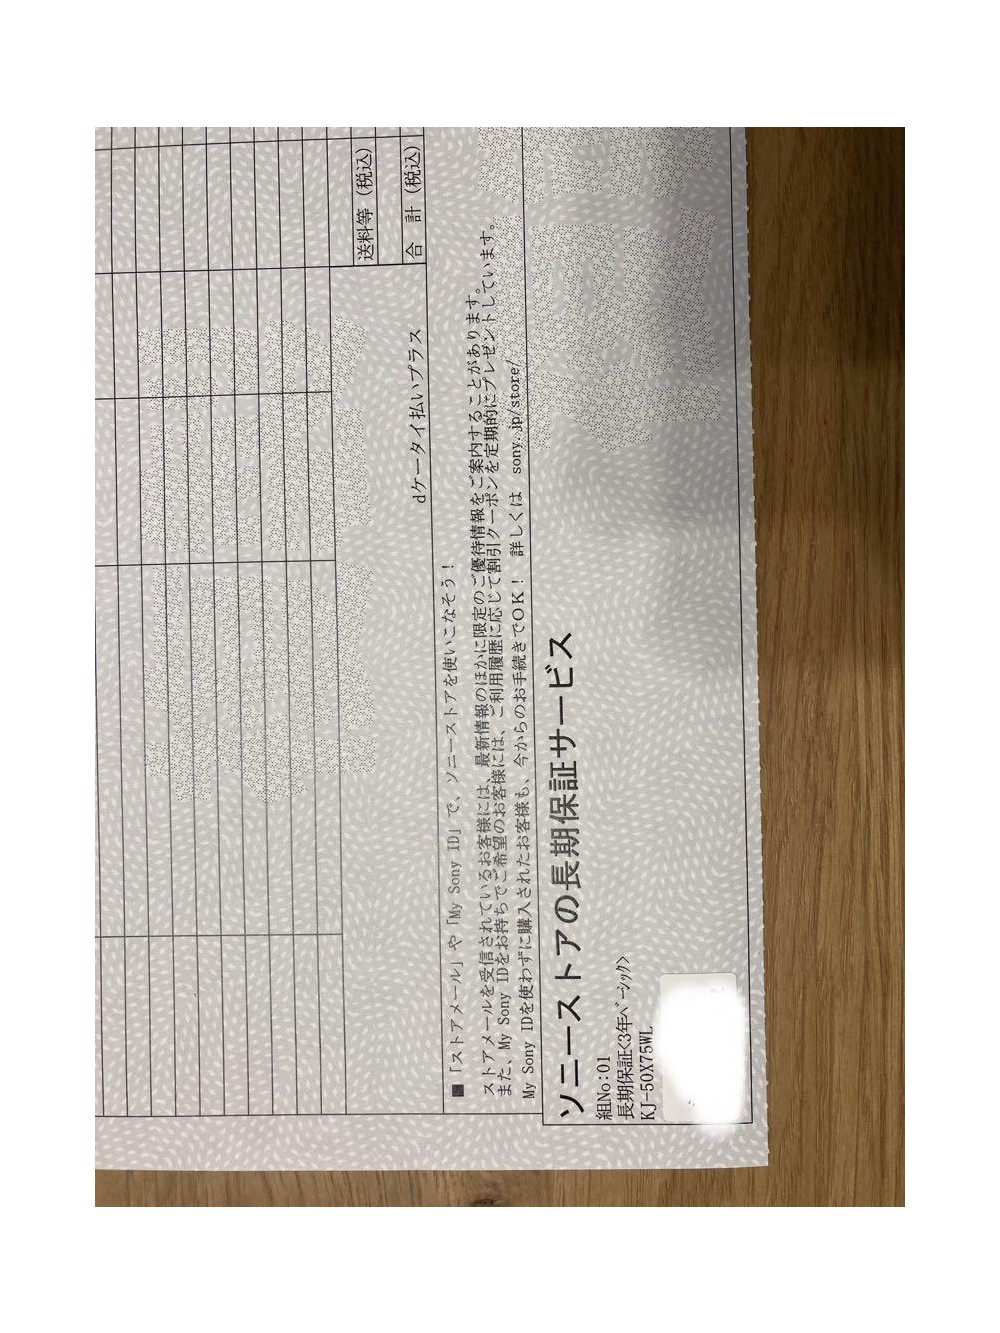 送料等（税込）
合 計（税込）
dケータイ払いプラス
■「ストアメール」や「My Sony ID」で、ソニーストアを使いこなそう！
ストアメールを受信されているお客様には、最新情報のほかに限定のご優待情報をご案内することがあります。
また、My Sony IDをお持ちでご希望のお客様には、ご利用履歴に応じて割引クーポンを定期的にプレゼントしています。
My Sony IDを使わずに購入されたお客様も、今からのお手続きでOK！ 詳しくは sony.jp/store/
ソニーストアの長期保証サービス
組No:01
長期保証<3年ﾍﾞｰｼｯｸ>
KJ-50X75WL